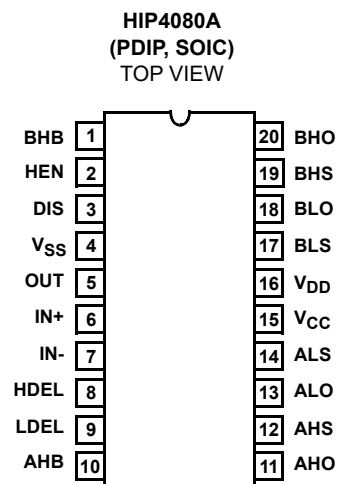 HIP4080A
(PDIP, SOIC)
TOP VIEW
BHB 1 20 BHO
HEN 2 19 BHS
DIS 3 18 BLO
VSS 4 17 BLS
OUT 5 16 VDD
IN+ 6 15 VCC
IN- 7 14 ALS
HDEL 8 13 ALO
LDEL 9 12 AHS
AHB 10 11 AHO